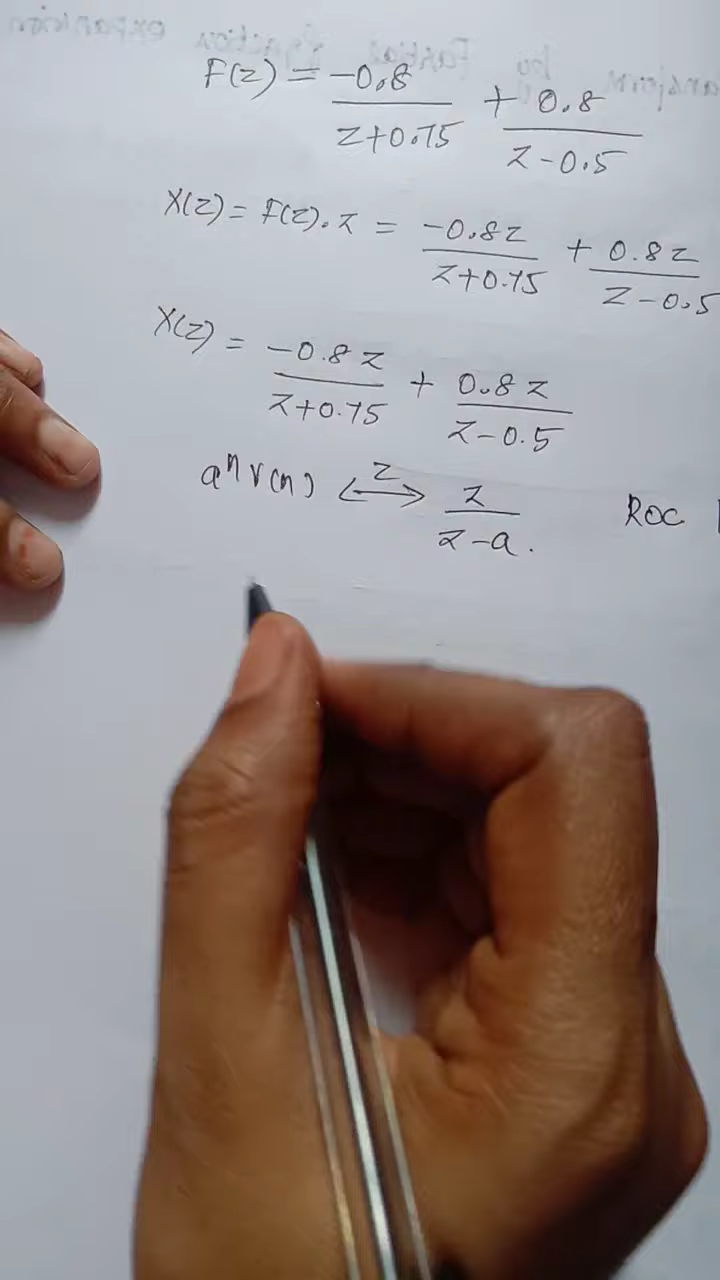 F(z) = -0.8/z+0.75 + 0.8/z-0.5
X(z) = F(z).z = -0.8z/z+0.75 + 0.8z/z-0.5
X(z) = -0.8z/z+0.75 + 0.8z/z-0.5
aⁿ v(n) ⟷ᶻ z/z-a. ROC |